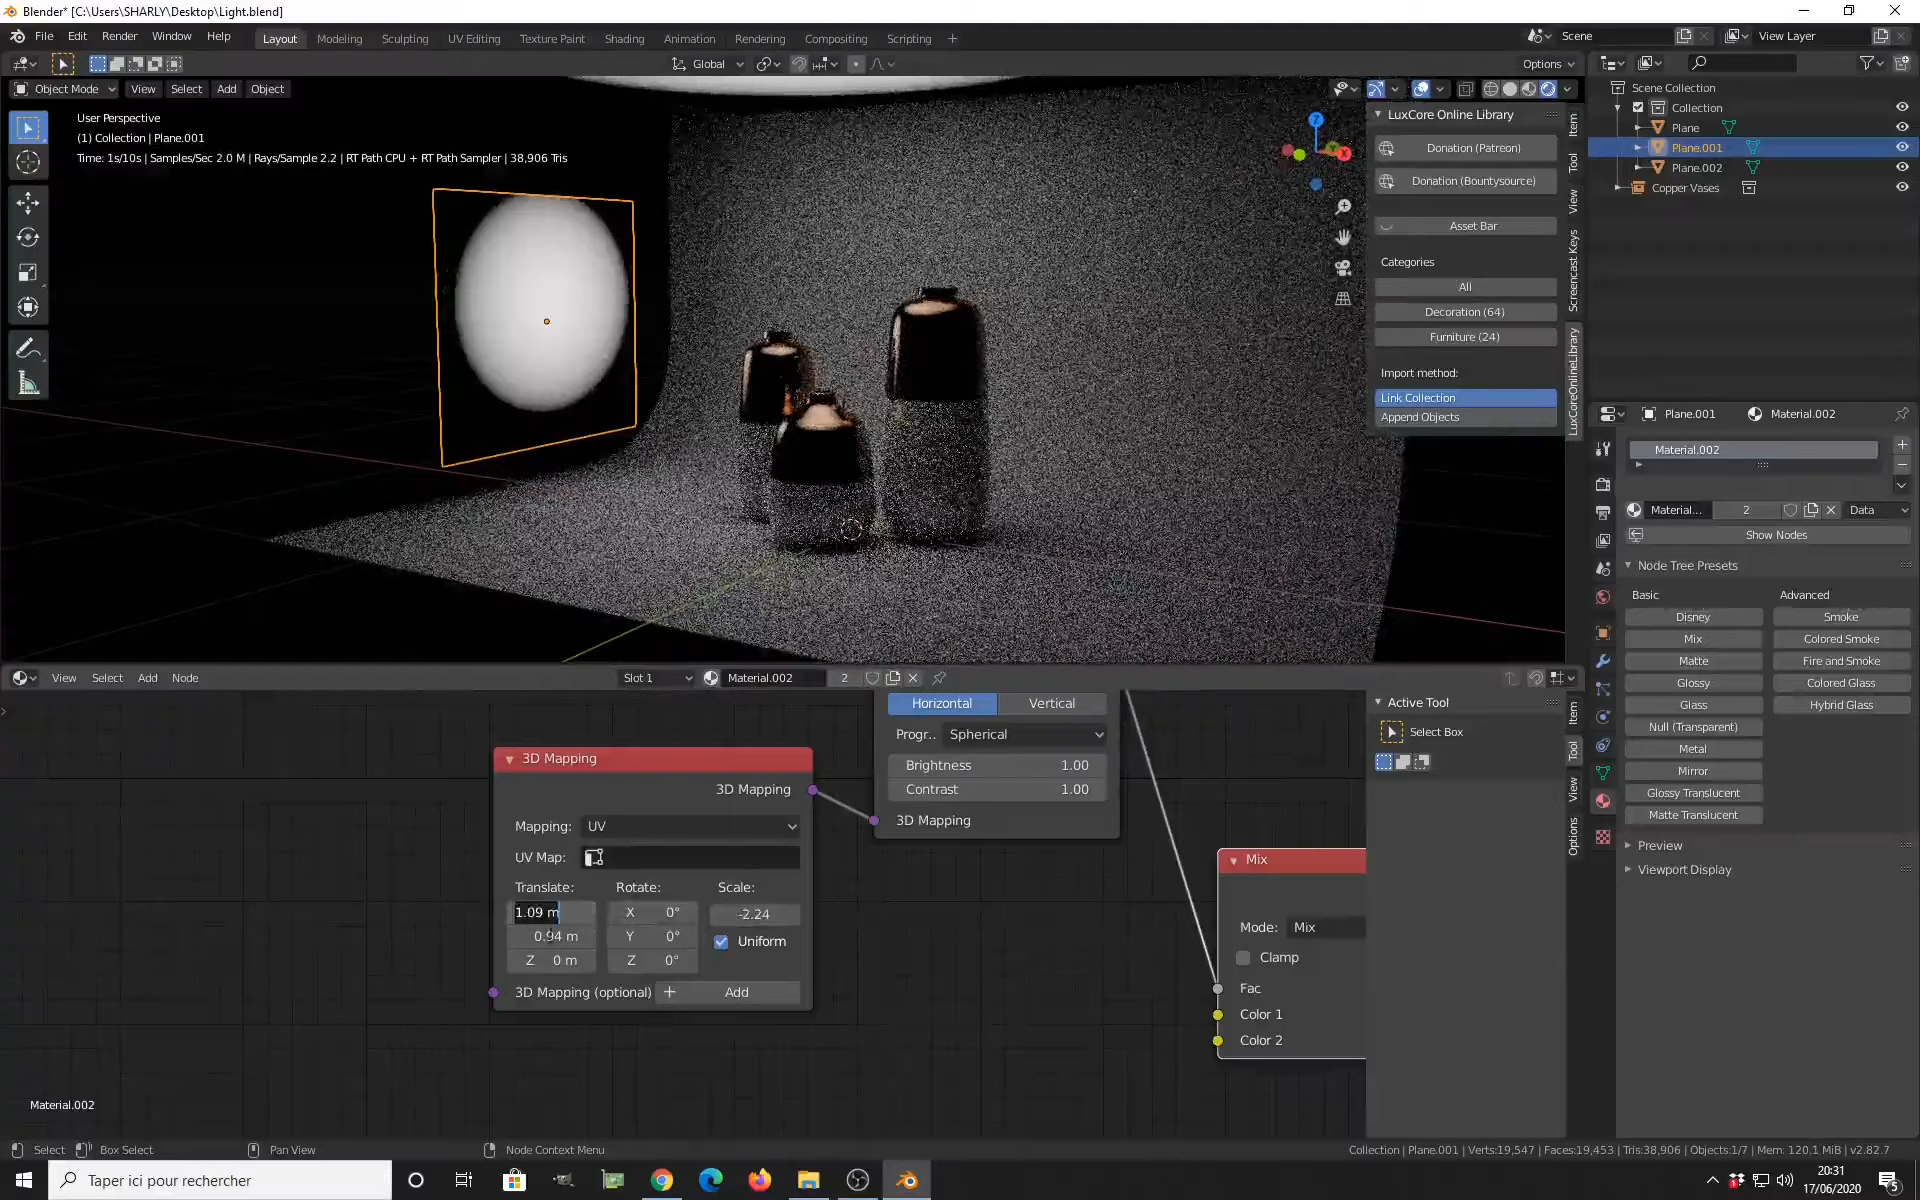 Blender* [C:\Users\SHARLY\Desktop\Light.blend]
File Edit Render Window Help
Layout Modeling Sculpting UV Editing Texture Paint Shading Animation Rendering Compositing Scripting +
Scene
View Layer
Global
Options
Object Mode View Select Add Object
User Perspective
(1) Collection | Plane.001
Time: 1s/10s | Samples/Sec 2.0 M | Rays/Sample 2.2 | RT Path CPU + RT Path Sampler | 38,906 Tris
Z
X
LuxCore Online Library
Donation (Patreon)
Donation (Bountysource)
Asset Bar
Categories
All
Decoration (64)
Furniture (24)
Import method:
Link Collection
Append Objects
Item
Tool
View
Screencast Keys
LuxCoreOnlineLibrary
Scene Collection
Collection
Plane
Plane.001
Plane.002
Copper Vases
Plane.001 Material.002
Material.002
Material... 2 Data
Show Nodes
Node Tree Presets
Basic Advanced
Disney Smoke
Mix Colored Smoke
Matte Fire and Smoke
Glossy Colored Glass
Glass Hybrid Glass
Null (Transparent)
Metal
Mirror
Glossy Translucent
Matte Translucent
Preview
Viewport Display
View Select Add Node
Slot 1
Material.002 2
Horizontal Vertical
Progr.. Spherical
Brightness 1.00
Contrast 1.00
3D Mapping
3D Mapping
3D Mapping
Mapping: UV
UV Map:
Translate: Rotate: Scale:
1.09 m X 0° -2.24
0.94 m Y 0° Uniform
Z 0 m Z 0°
3D Mapping (optional) Add
Mix
Mode: Mix
Clamp
Fac
Color 1
Color 2
Active Tool
Select Box
Item
Tool
View
Options
Material.002
Select Box Select Pan View Node Context Menu
Collection | Plane.001 | Verts:19,547 | Faces:19,453 | Tris:38,906 | Objects:1/7 | Mem: 120.1 MiB | v2.82.7
Taper ici pour rechercher
20:31
17/06/2020
5